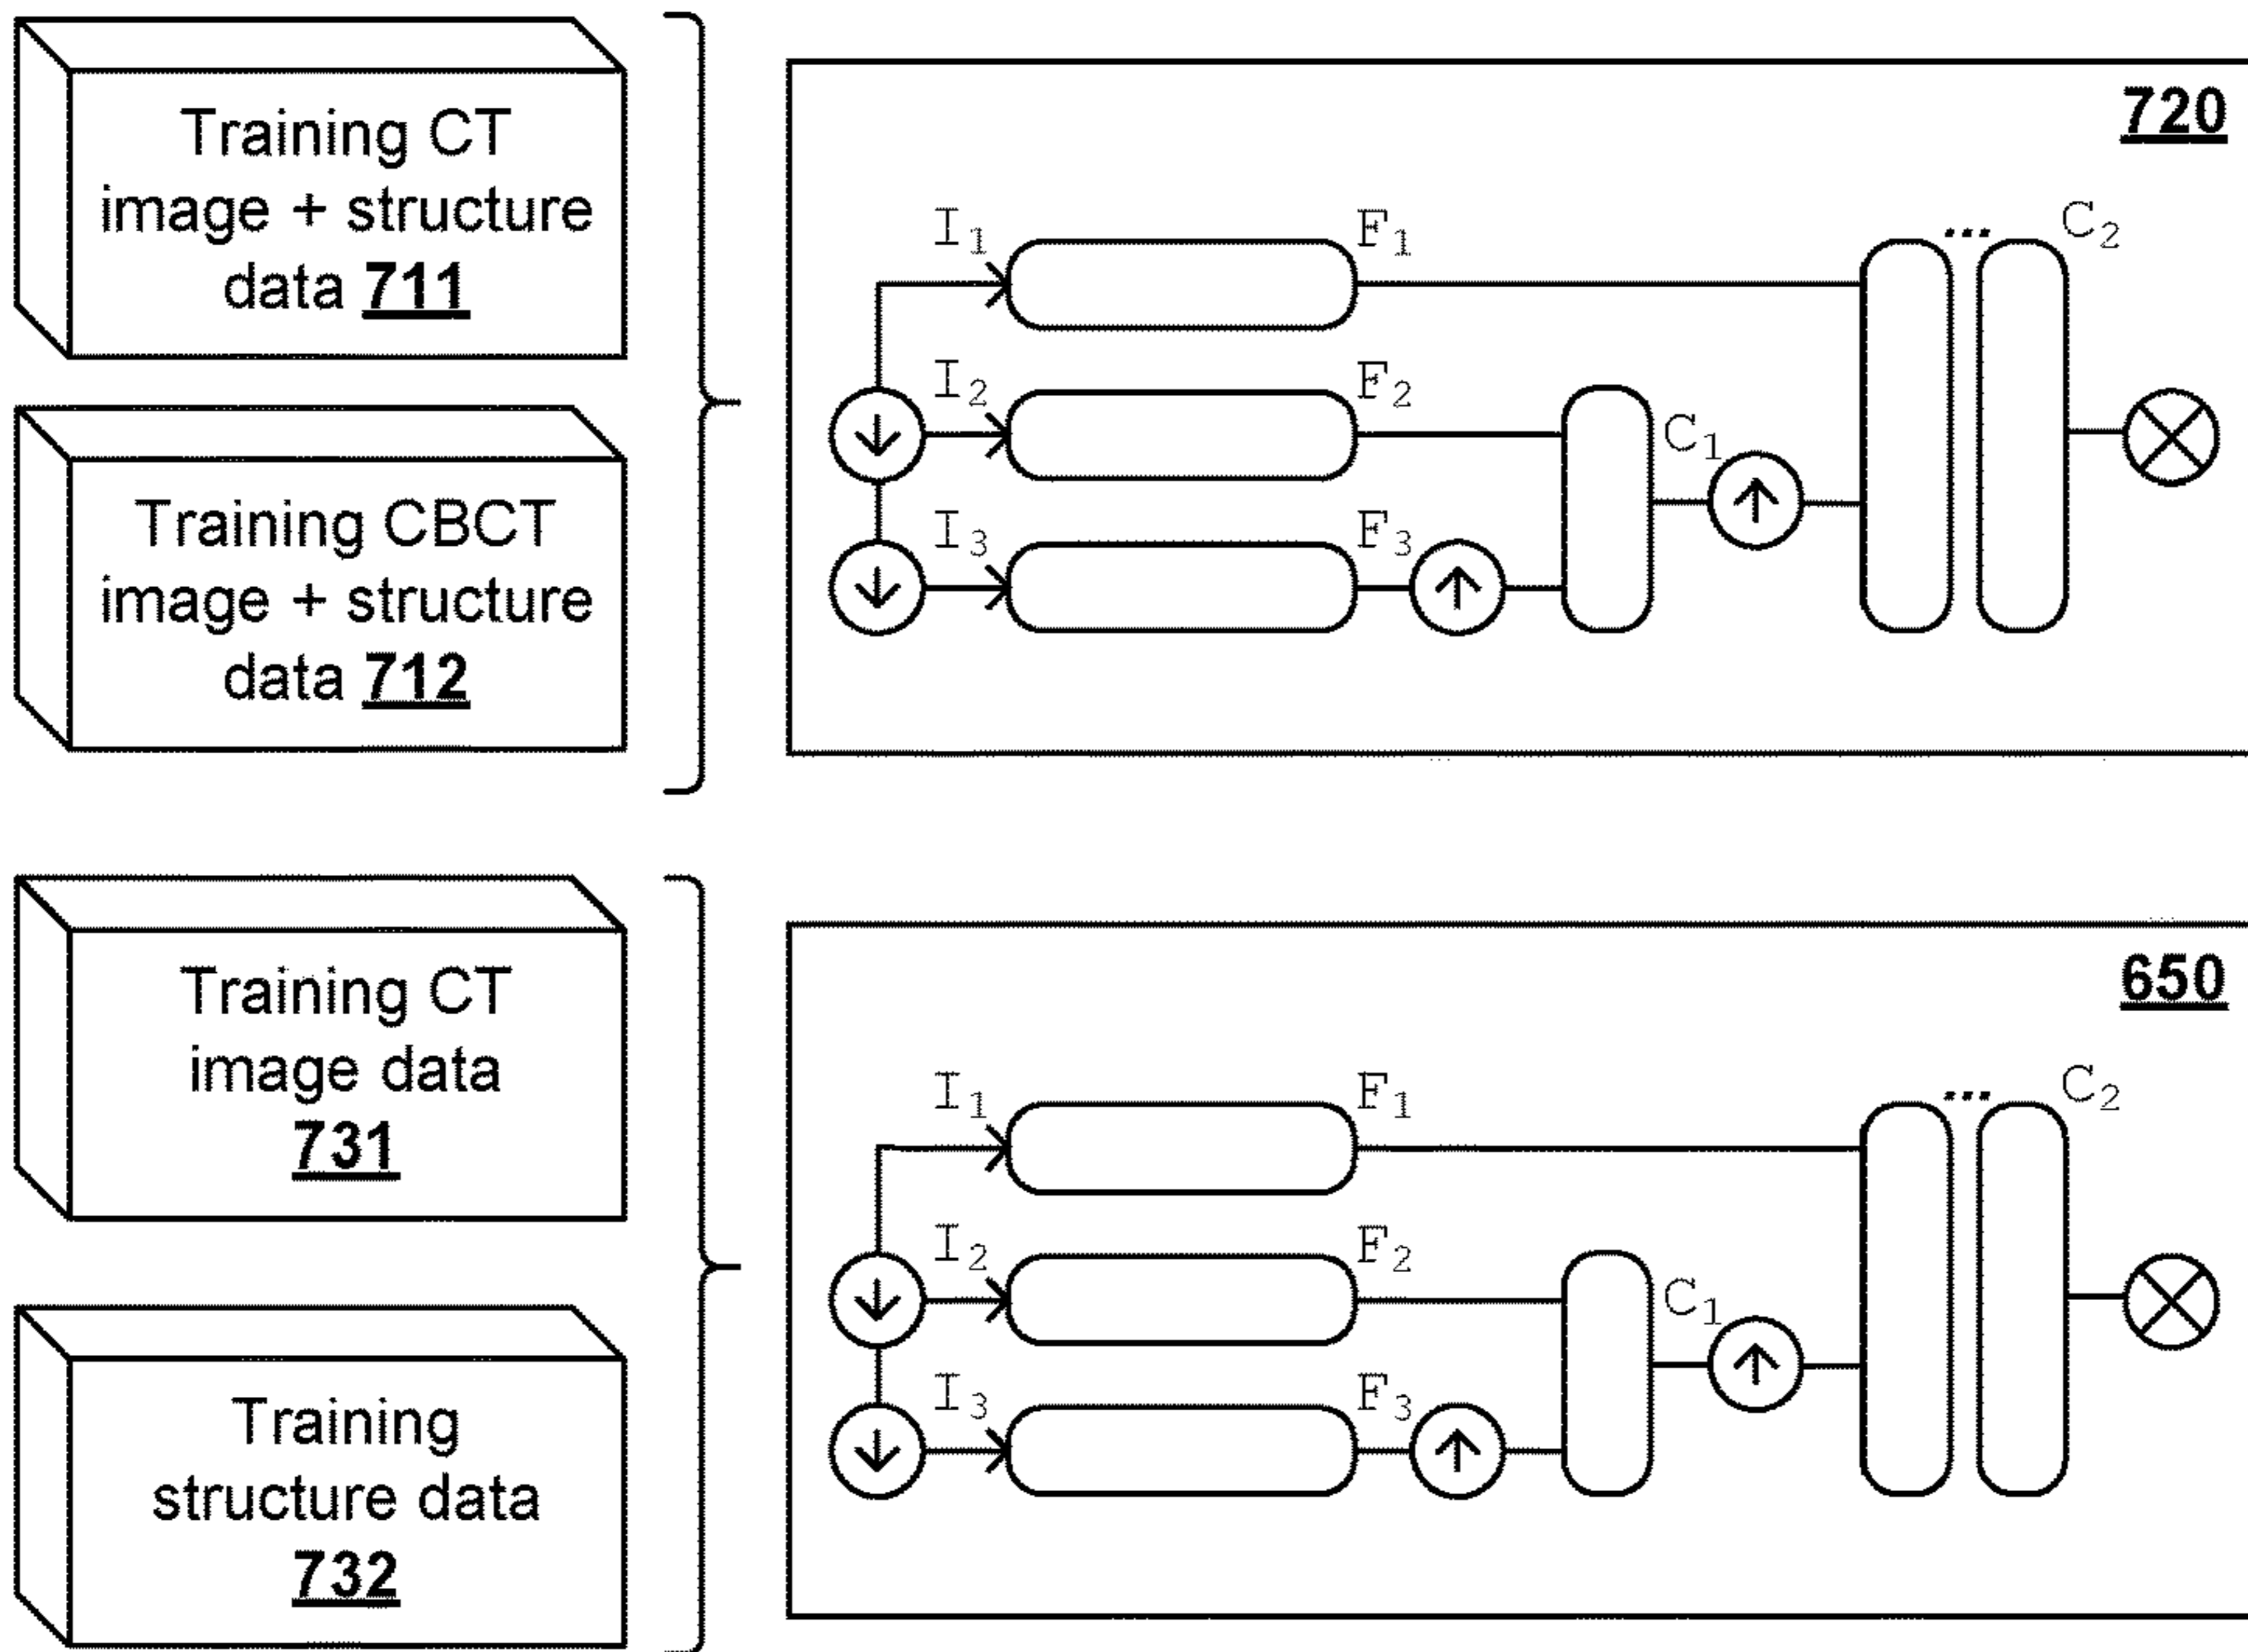 Training CT
image + structure
data 711
Training CBCT
image + structure
data 712
720
I₁ F₁ ... C₂
I₂ F₂ C₁
I₃ F₃
Training CT
image data
731
Training
structure data
732
650
I₁ F₁ ... C₂
I₂ F₂ C₁
I₃ F₃